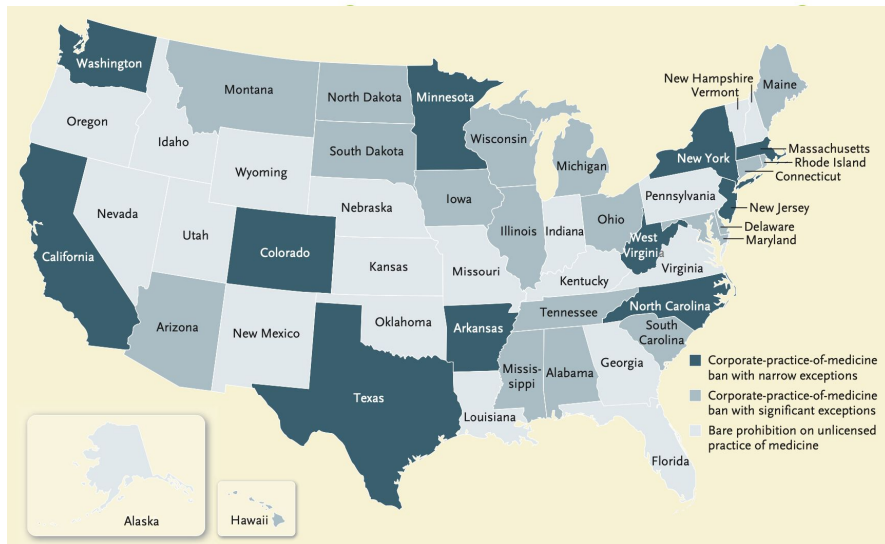 Washington
Montana
North Dakota
Minnesota
New Hampshire
Vermont
Maine
Oregon
Idaho
South Dakota
Wisconsin
Michigan
New York
Massachusetts
Rhode Island
Connecticut
Wyoming
Nebraska
Iowa
Pennsylvania
New Jersey
Delaware
Maryland
Nevada
Utah
Colorado
California
Kansas
Missouri
Illinois
Indiana
Ohio
West
Virginia
Virginia
Kentucky
Arizona
New Mexico
Oklahoma
Arkansas
Tennessee
North Carolina
South
Carolina
Texas
Louisiana
Missis-
sippi
Alabama
Georgia
Florida
Corporate-practice-of-medicine
ban with narrow exceptions
Corporate-practice-of-medicine
ban with significant exceptions
Bare prohibition on unlicensed
practice of medicine
Alaska
Hawaii